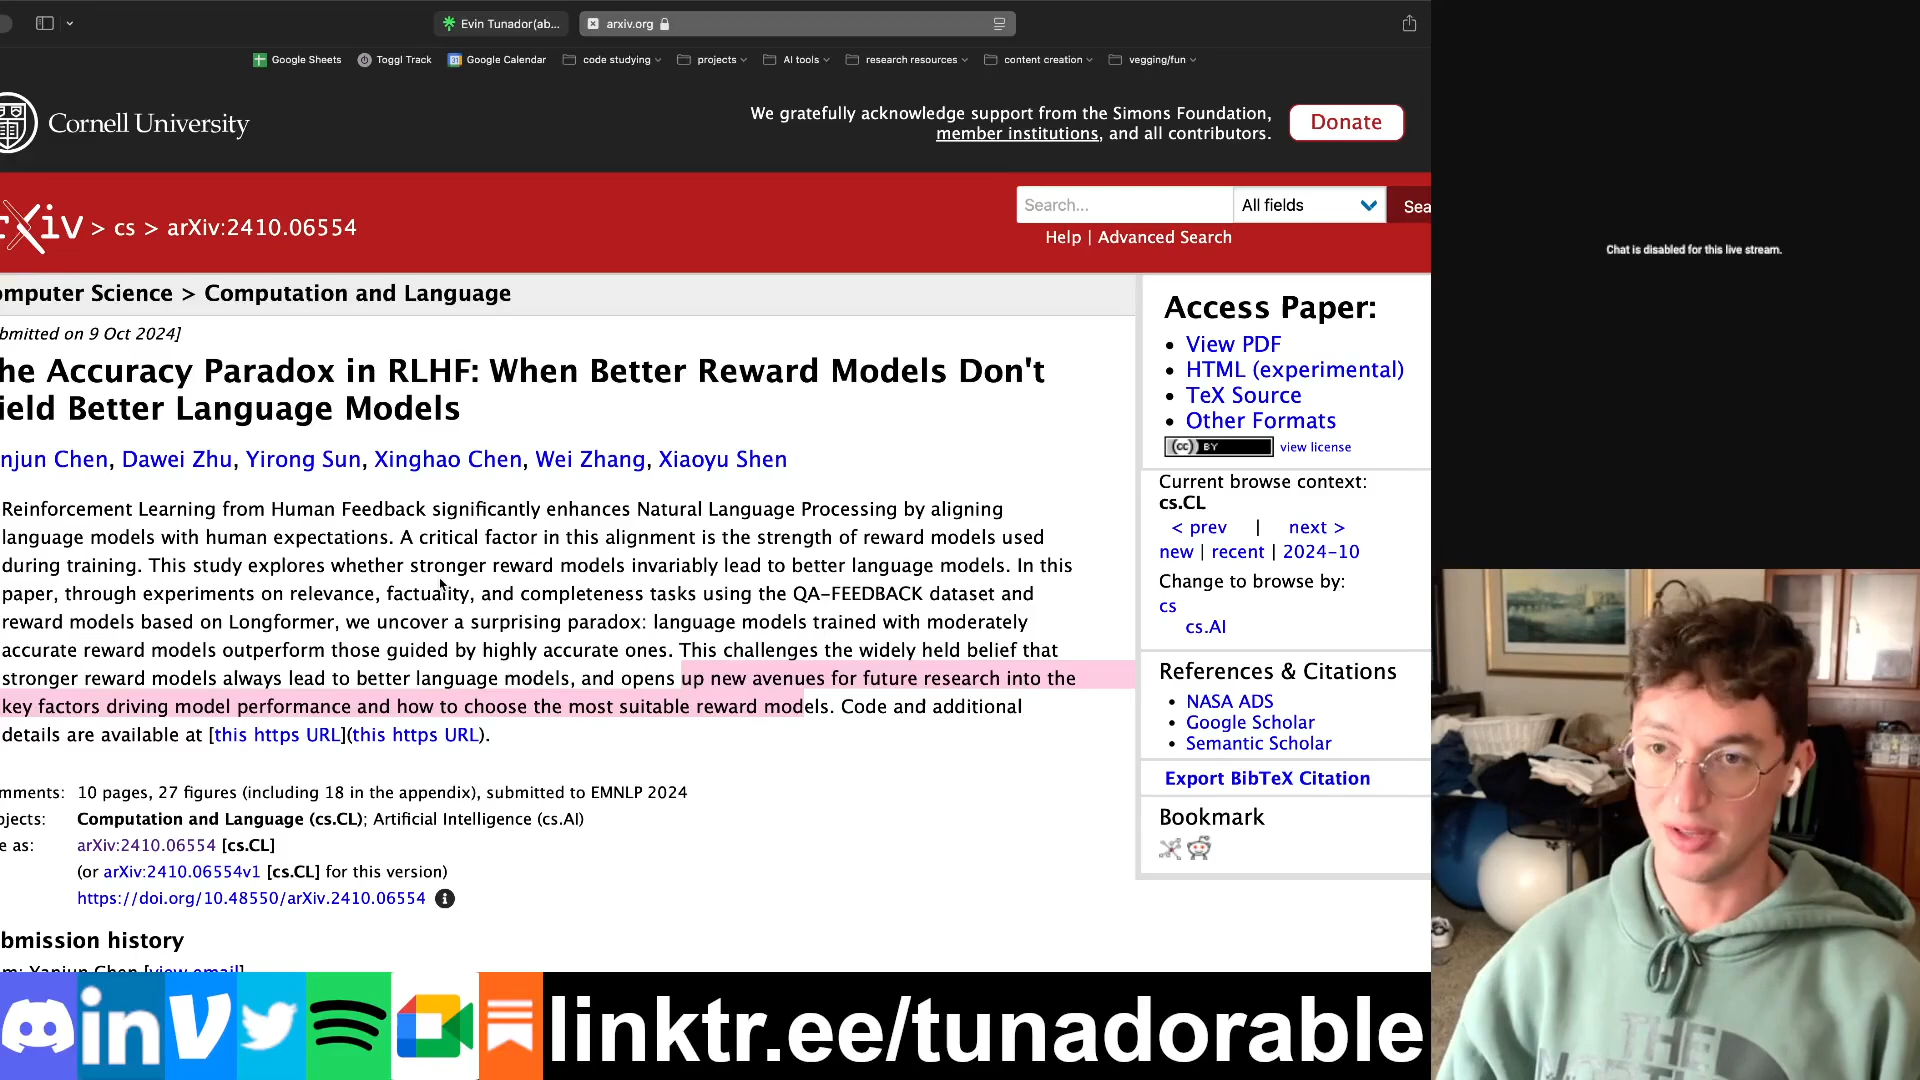 Evin Tunador(ab...
arxiv.org
Google Sheets
Toggl Track
Google Calendar
code studying
projects
AI tools
research resources
content creation
vegging/fun
Cornell University
We gratefully acknowledge support from the Simons Foundation,
member institutions, and all contributors.
Donate
rXiv > cs > arXiv:2410.06554
Search...
All fields
Sea
Help | Advanced Search
omputer Science > Computation and Language
bmitted on 9 Oct 2024]
he Accuracy Paradox in RLHF: When Better Reward Models Don't
ield Better Language Models
njun Chen, Dawei Zhu, Yirong Sun, Xinghao Chen, Wei Zhang, Xiaoyu Shen
Reinforcement Learning from Human Feedback significantly enhances Natural Language Processing by aligning
language models with human expectations. A critical factor in this alignment is the strength of reward models used
during training. This study explores whether stronger reward models invariably lead to better language models. In this
paper, through experiments on relevance, factuality, and completeness tasks using the QA-FEEDBACK dataset and
reward models based on Longformer, we uncover a surprising paradox: language models trained with moderately
accurate reward models outperform those guided by highly accurate ones. This challenges the widely held belief that
stronger reward models always lead to better language models, and opens up new avenues for future research into the
key factors driving model performance and how to choose the most suitable reward models. Code and additional
details are available at [this https URL](this https URL).
mments: 10 pages, 27 figures (including 18 in the appendix), submitted to EMNLP 2024
bjects: Computation and Language (cs.CL); Artificial Intelligence (cs.AI)
e as: arXiv:2410.06554 [cs.CL]
(or arXiv:2410.06554v1 [cs.CL] for this version)
https://doi.org/10.48550/arXiv.2410.06554
bmission history
m: Yanjun Chen [view email]
Access Paper:
View PDF
HTML (experimental)
TeX Source
Other Formats
(cc) BY view license
Current browse context:
cs.CL
< prev | next >
new | recent | 2024-10
Change to browse by:
cs
cs.AI
References & Citations
NASA ADS
Google Scholar
Semantic Scholar
Export BibTeX Citation
Bookmark
Chat is disabled for this live stream.
in
linktr.ee/tunadorable
THE
NORTH